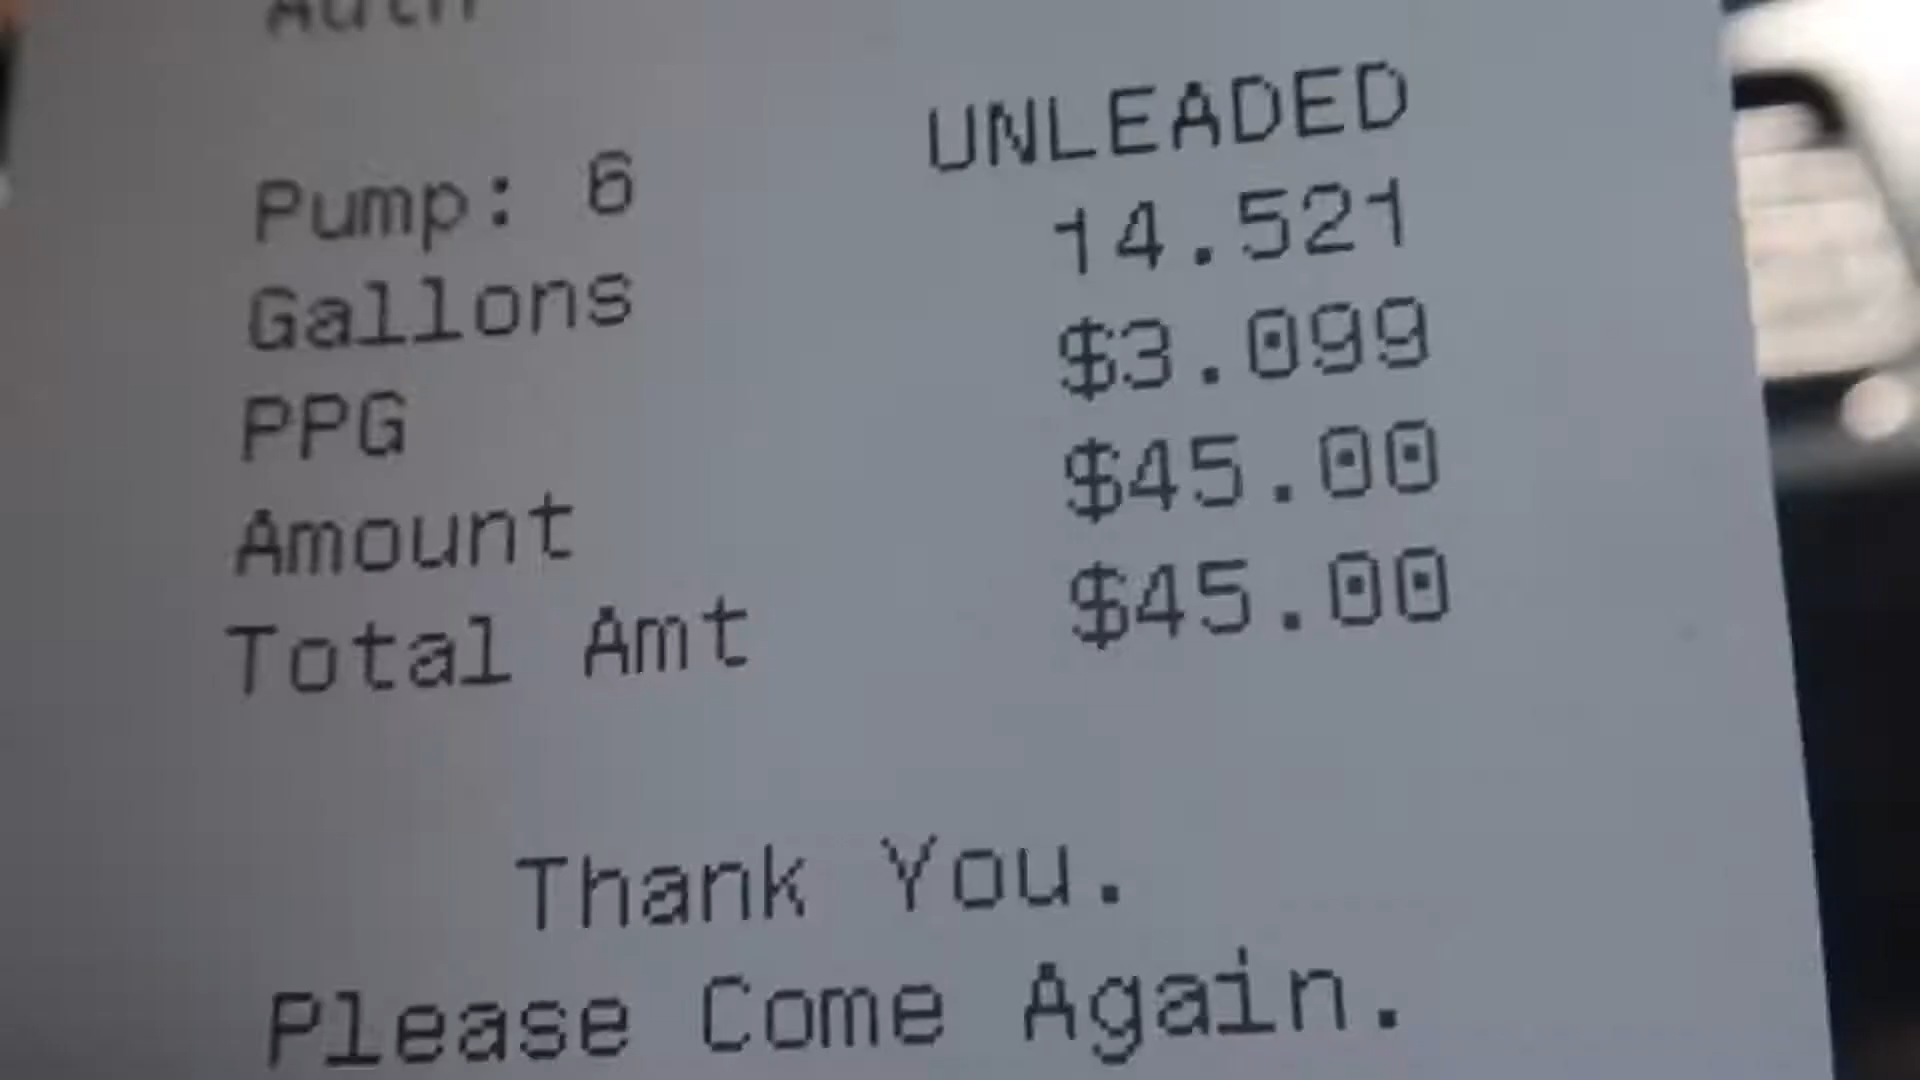 Auth
UNLEADED
Pump: 6
Gallons 14.521
PPG $3.099
Amount $45.00
Total Amt $45.00
Thank You.
Please Come Again.